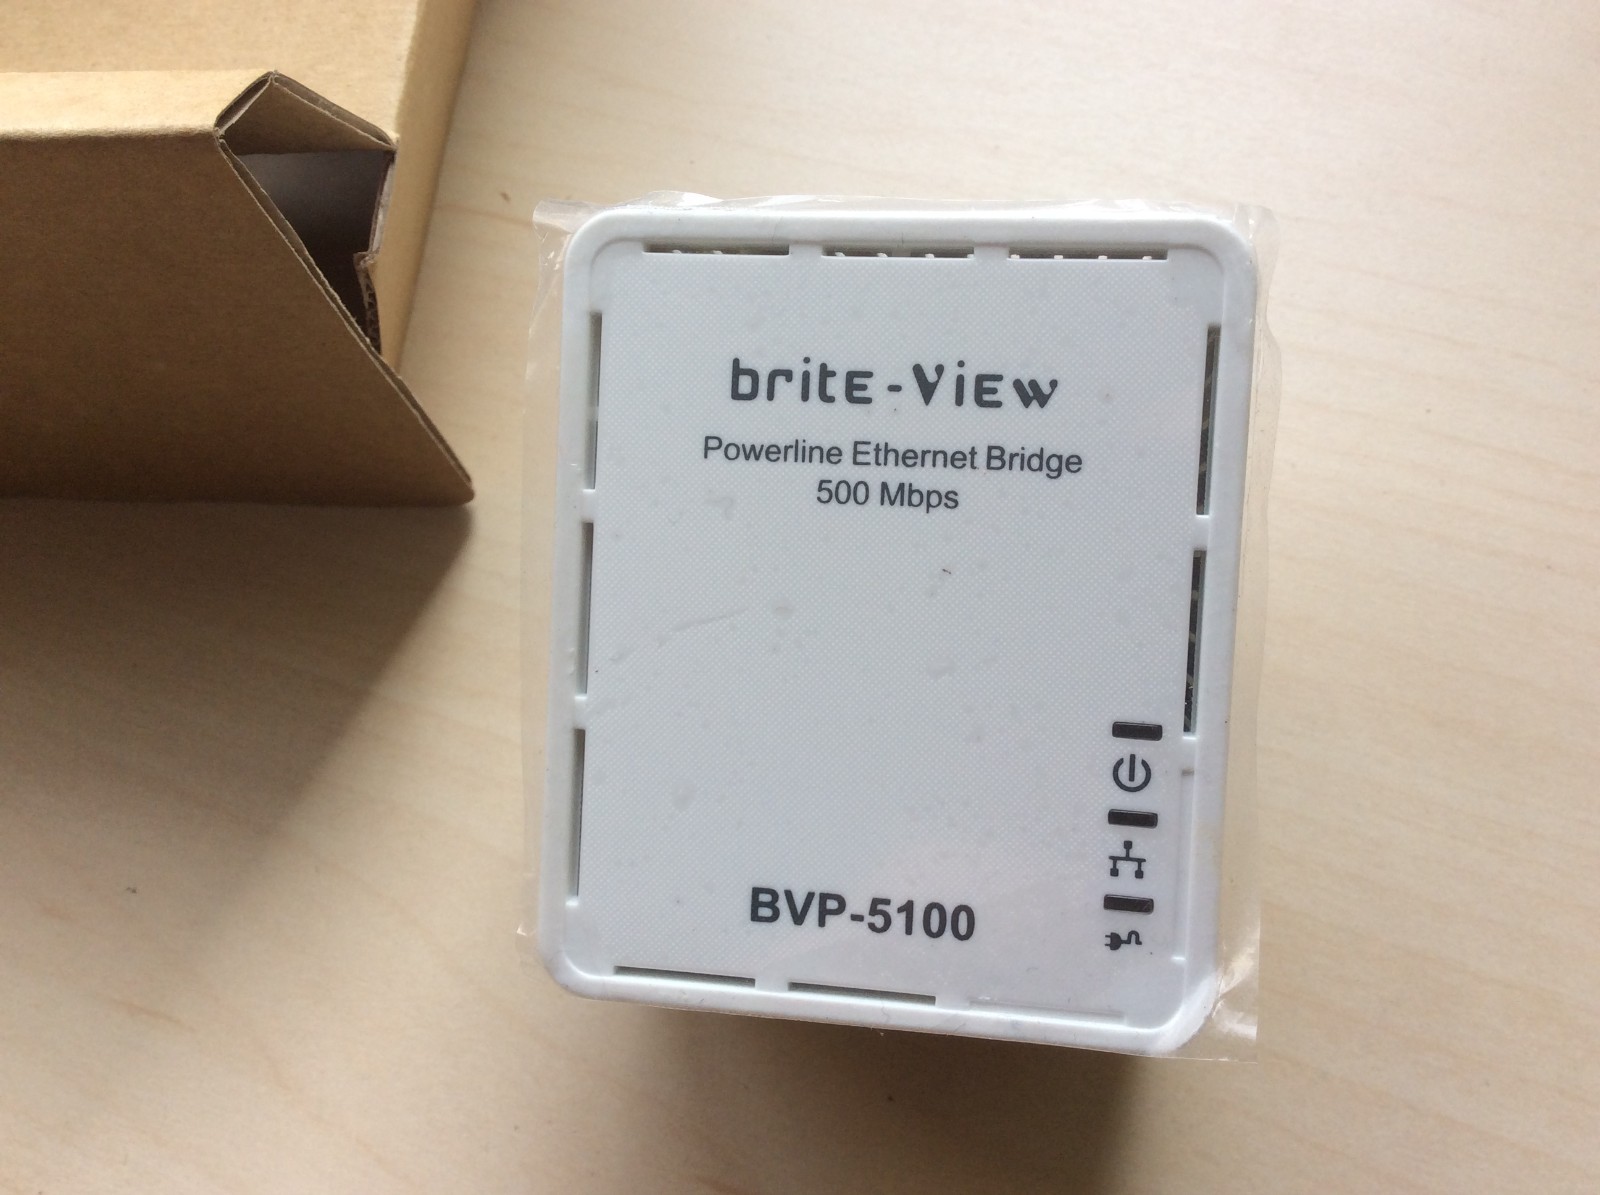 brite-View
Powerline Ethernet Bridge
500 Mbps
BVP-5100